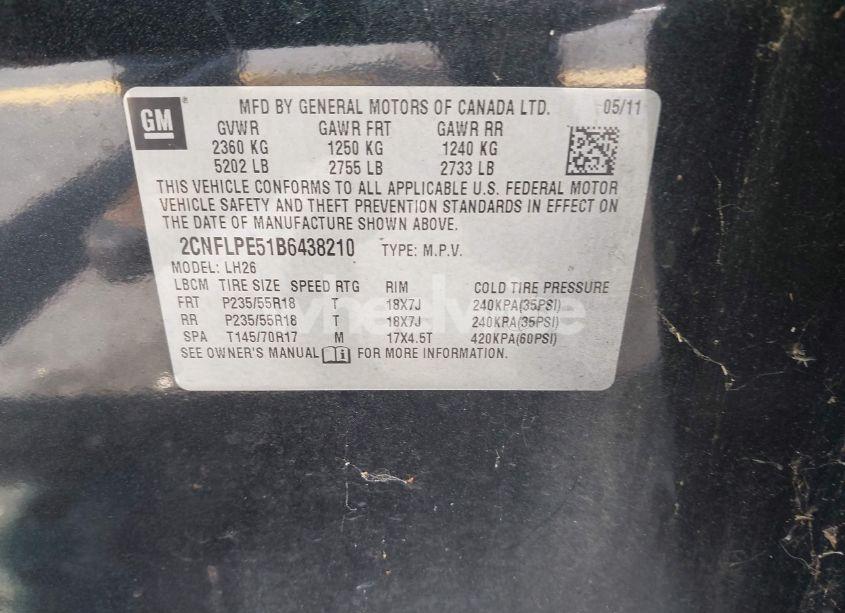 GM
MFD BY GENERAL MOTORS OF CANADA LTD. 05/11
GVWR GAWR FRT GAWR RR
2360 KG 1250 KG 1240 KG
5202 LB 2755 LB 2733 LB
THIS VEHICLE CONFORMS TO ALL APPLICABLE U.S. FEDERAL MOTOR
VEHICLE SAFETY AND THEFT PREVENTION STANDARDS IN EFFECT ON
THE DATE OF MANUFACTURE SHOWN ABOVE.
2CNFLPE51B6438210 TYPE: M.P.V.
MODEL: LH26
LBCM TIRE SIZE SPEED RTG RIM COLD TIRE PRESSURE
FRT P235/55R18 T 18X7J 240KPA(35PSI)
RR P235/55R18 T 18X7J 240KPA(35PSI)
SPA T145/70R17 M 17X4.5T 420KPA(60PSI)
SEE OWNER'S MANUAL FOR MORE INFORMATION.